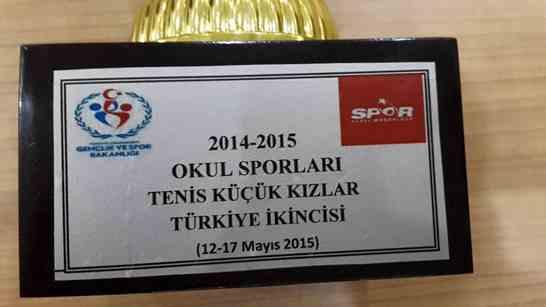 GENÇLİK VE SPOR
BAKANLIĞI
SPOR
2014-2015
OKUL SPORLARI
TENİS KÜÇÜK KIZLAR
TÜRKİYE İKİNCİSİ
(12-17 Mayıs 2015)